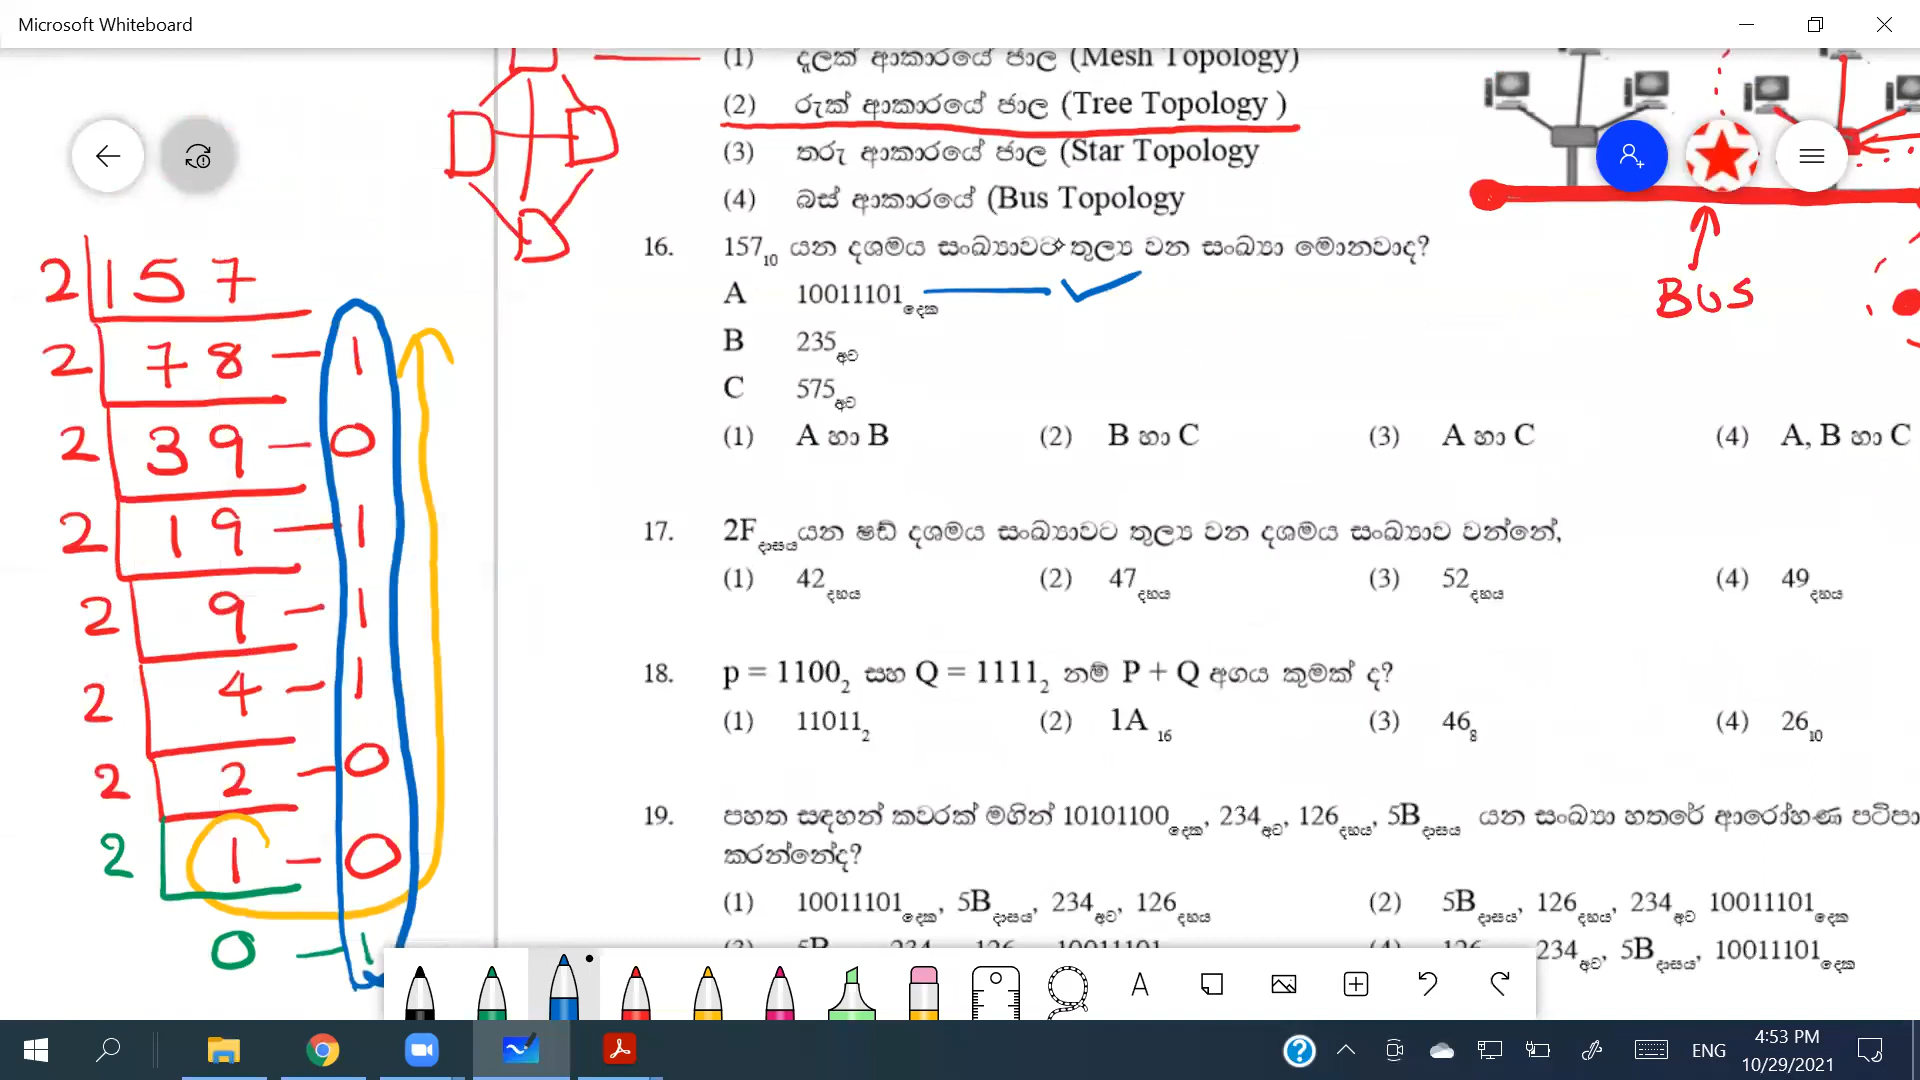 Microsoft Whiteboard
(1) දැලක් ආකාරයේ ජාල (Mesh Topology)
(2) රුක් ආකාරයේ ජාල (Tree Topology )
(3) තරු ආකාරයේ ජාල (Star Topology
(4) බස් ආකාරයේ (Bus Topology
BUS
16. 157₁₀ යන දශමය සංඛ්‍යාවට තුල්‍ය වන සංඛ්‍යා මොනවාද?
A 10011101දෙක
B 235අට
C 575අට
(1) A හා B (2) B හා C (3) A හා C (4) A, B හා C
17. 2Fදාසය යන ෂඩ් දශමය සංඛ්‍යාවට තුල්‍ය වන දශමය සංඛ්‍යාව වන්නේ,
(1) 42දහය (2) 47දහය (3) 52දහය (4) 49දහය
18. p = 1100₂ සහ Q = 1111₂ නම් P + Q අගය කුමක් ද?
(1) 11011₂ (2) 1A ₁₆ (3) 46₈ (4) 26₁₀
19. පහත සඳහන් කවරක් මගින් 10101100දෙක, 234අට, 126දහය, 5Bදාසය යන සංඛ්‍යා හතරේ ආරෝහණ පටිපා
කරන්නේද?
(1) 10011101දෙක, 5Bදාසය, 234අට, 126දහය (2) 5Bදාසය, 126දහය, 234අට 10011101දෙක
234අට, 5Bදාසය, 10011101දෙක
2 157
2 78 - 1
2 39 - 0
2 19 - 1
2 9 - 1
2 4 - 1
2 2 - 0
2 1 - 0
0 - 1
A
ENG
4:53 PM
10/29/2021